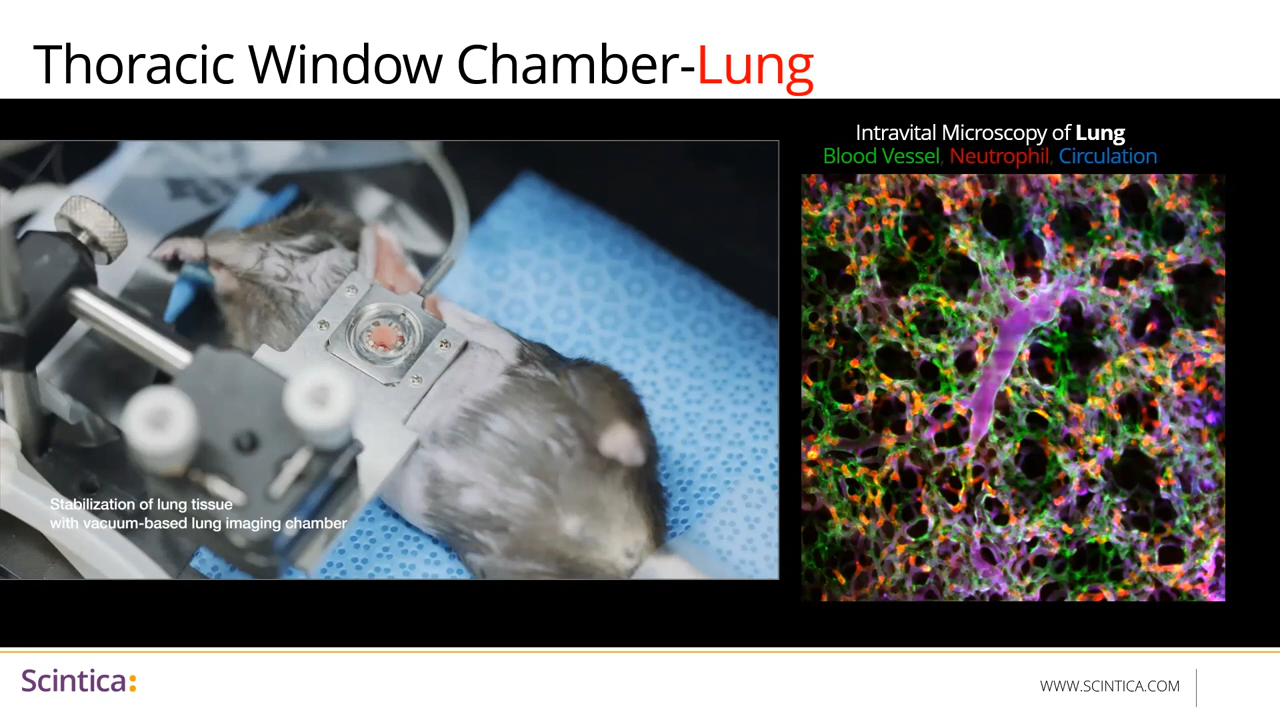 Thoracic Window Chamber-Lung
Intravital Microscopy of Lung
Blood Vessel, Neutrophil, Circulation
Stabilization of lung tissue
with vacuum-based lung imaging chamber
Scintica:
WWW.SCINTICA.COM